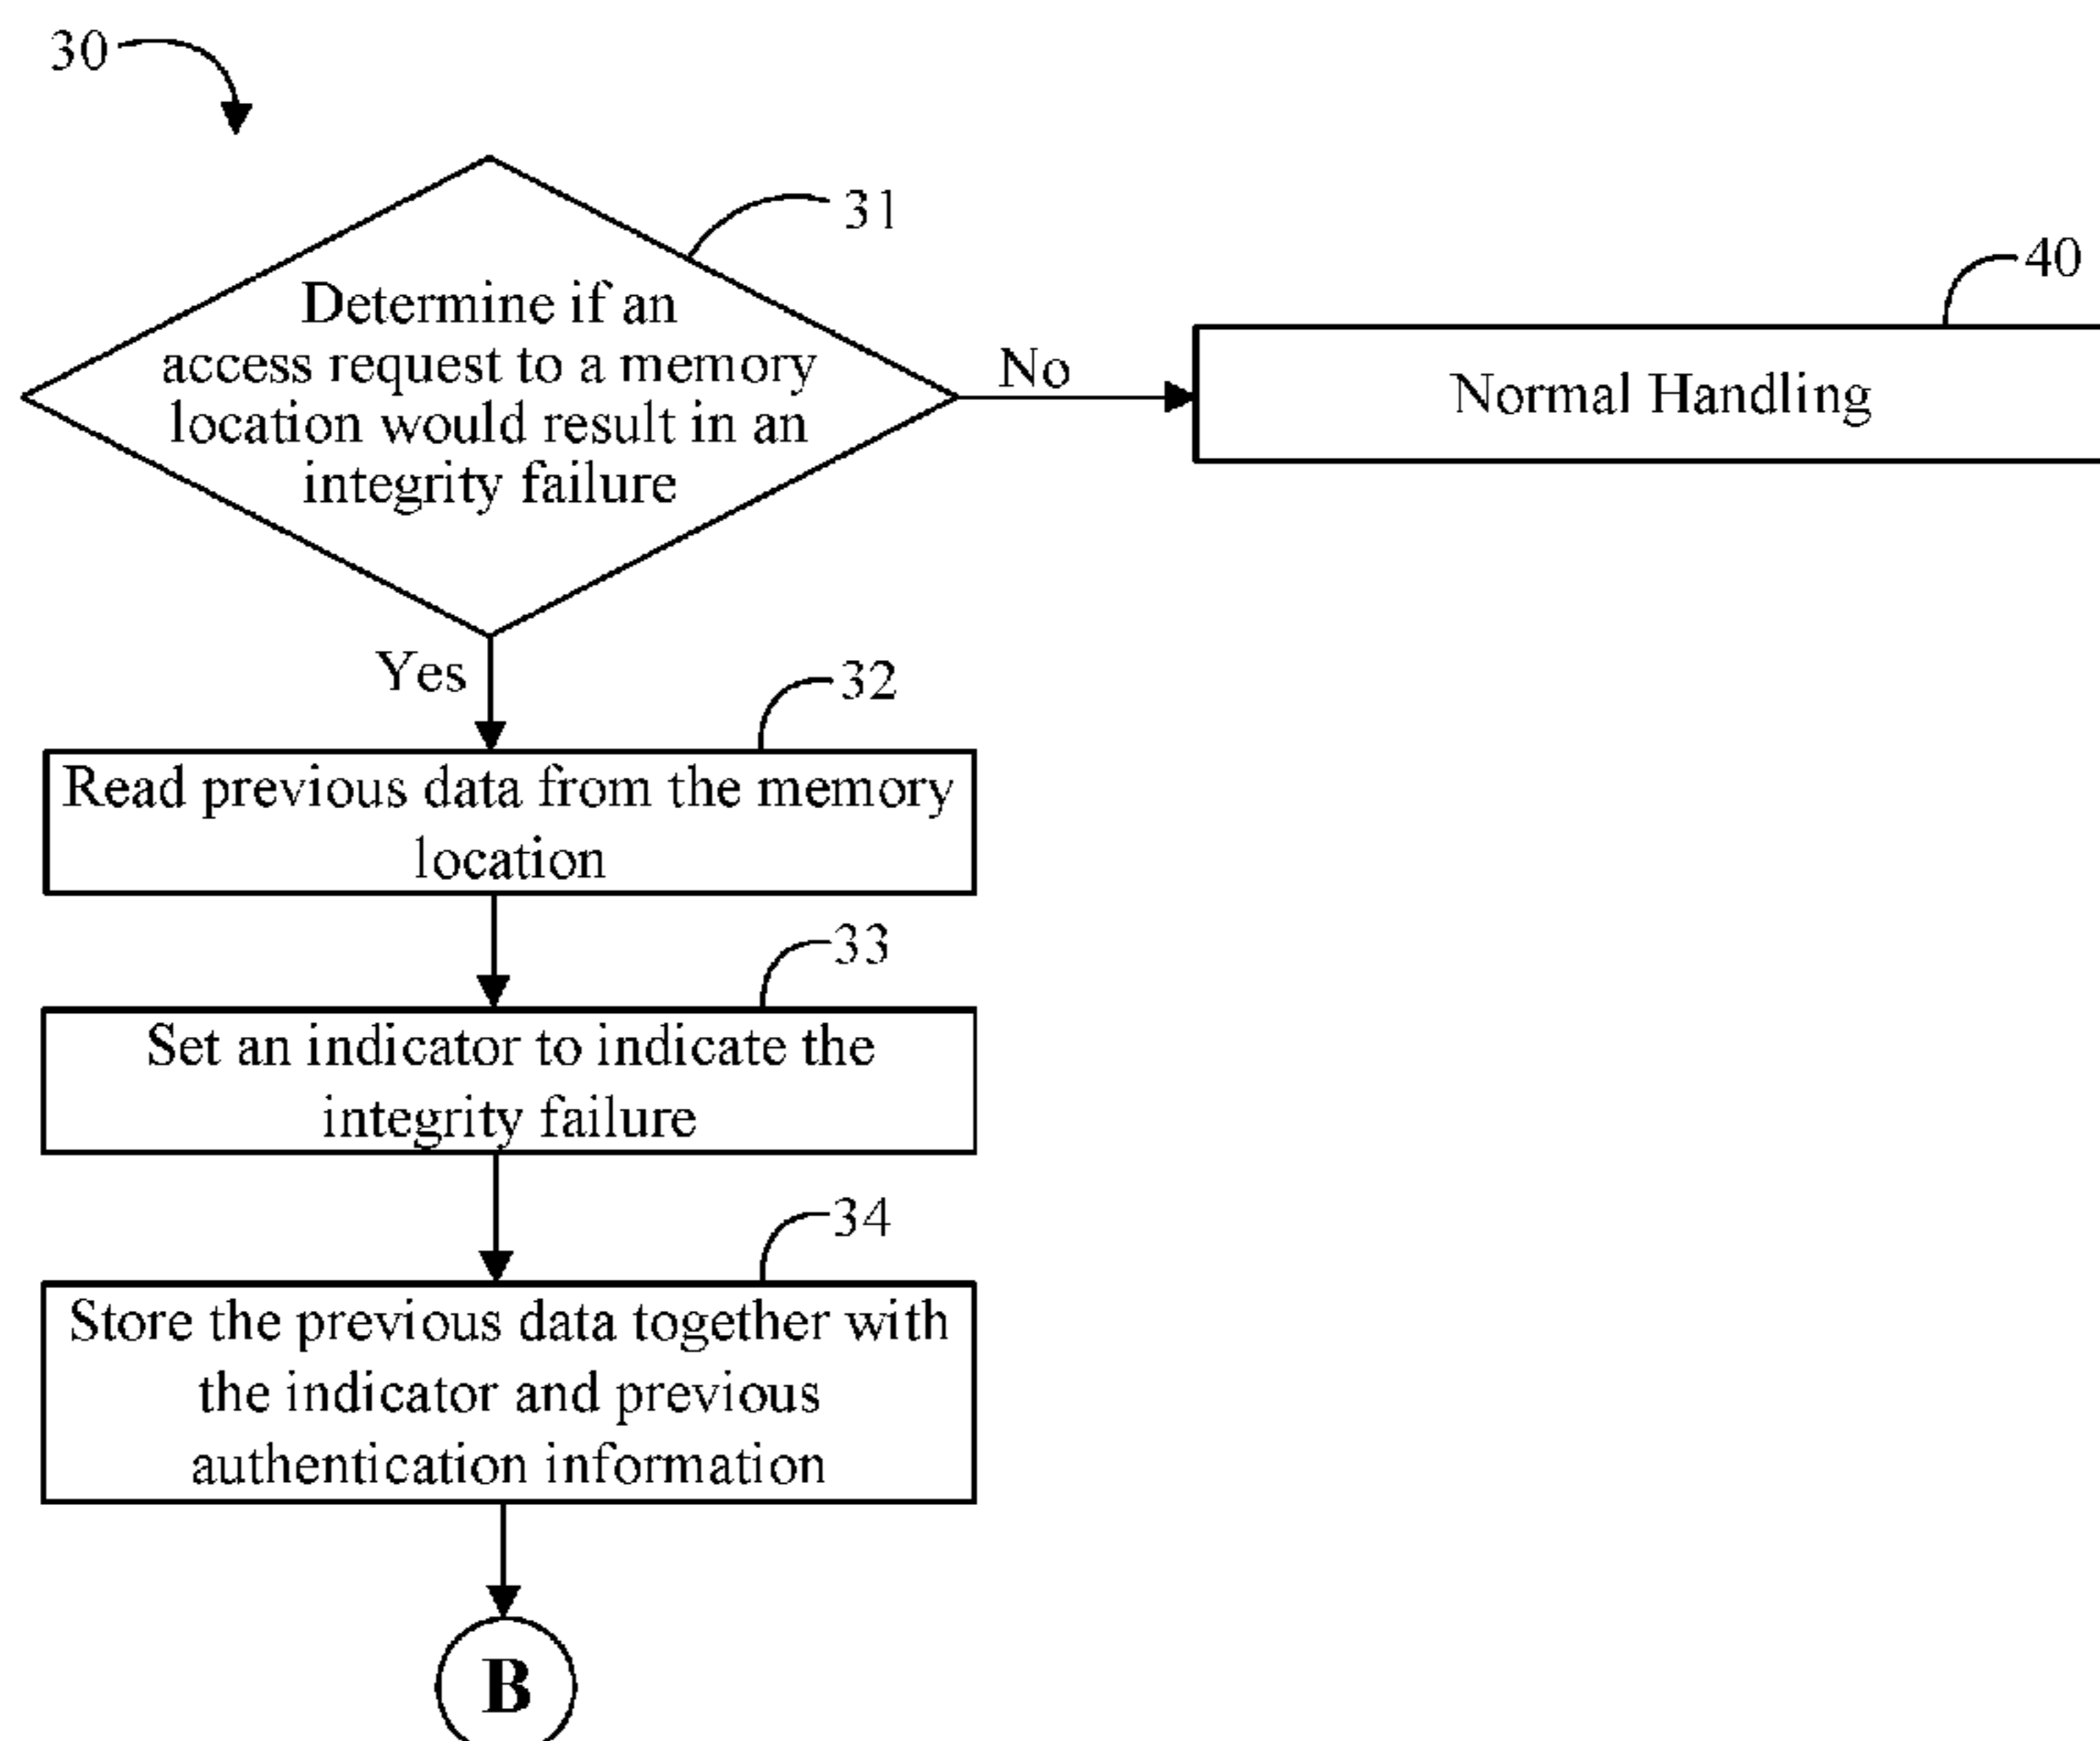 30
31
Determine if an
access request to a memory
location would result in an
integrity failure
No
40
Normal Handling
Yes
32
Read previous data from the memory
location
33
Set an indicator to indicate the
integrity failure
34
Store the previous data together with
the indicator and previous
authentication information
B